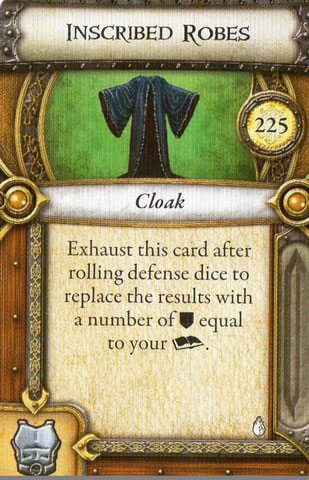 Inscribed Robes
225
Cloak
Exhaust this card after
rolling defense dice to
replace the results with
a number of equal
to your .